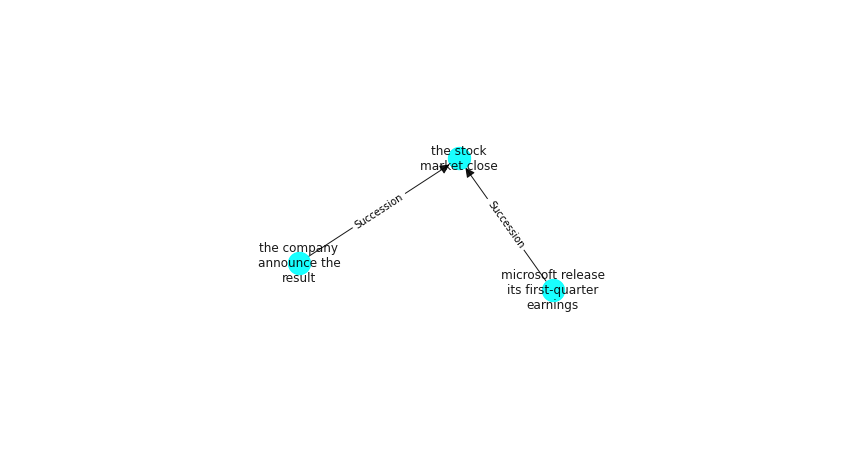 the stock
market close
Succession
Succession
the company
announce the
result
microsoft release
its first-quarter
earnings